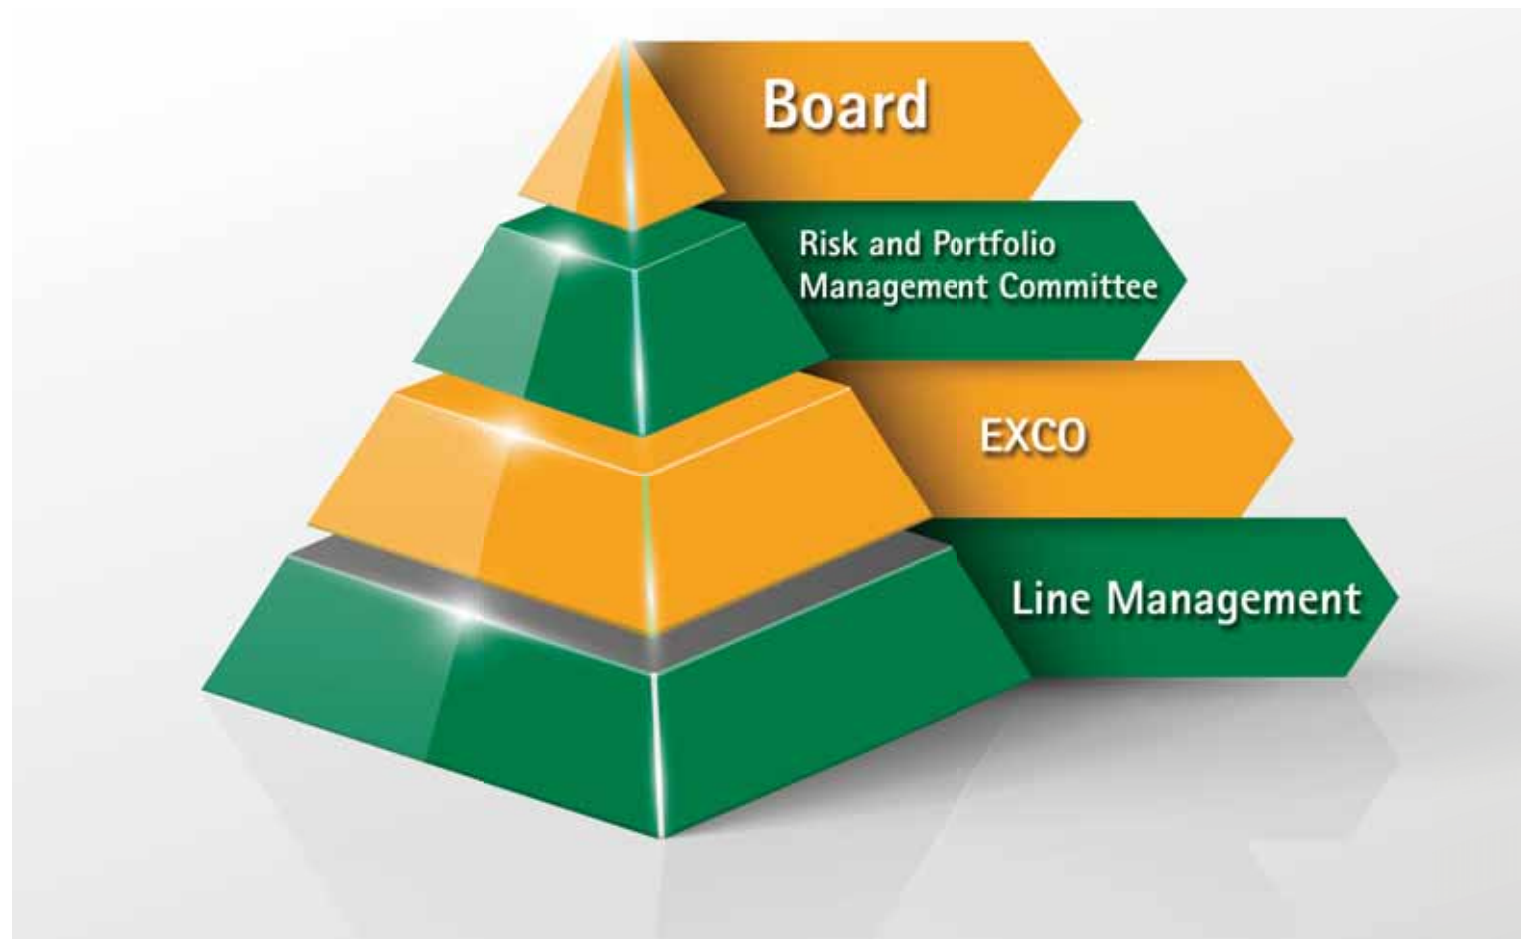 Board
Risk and Portfolio
Management Committee
EXCO
Line Management